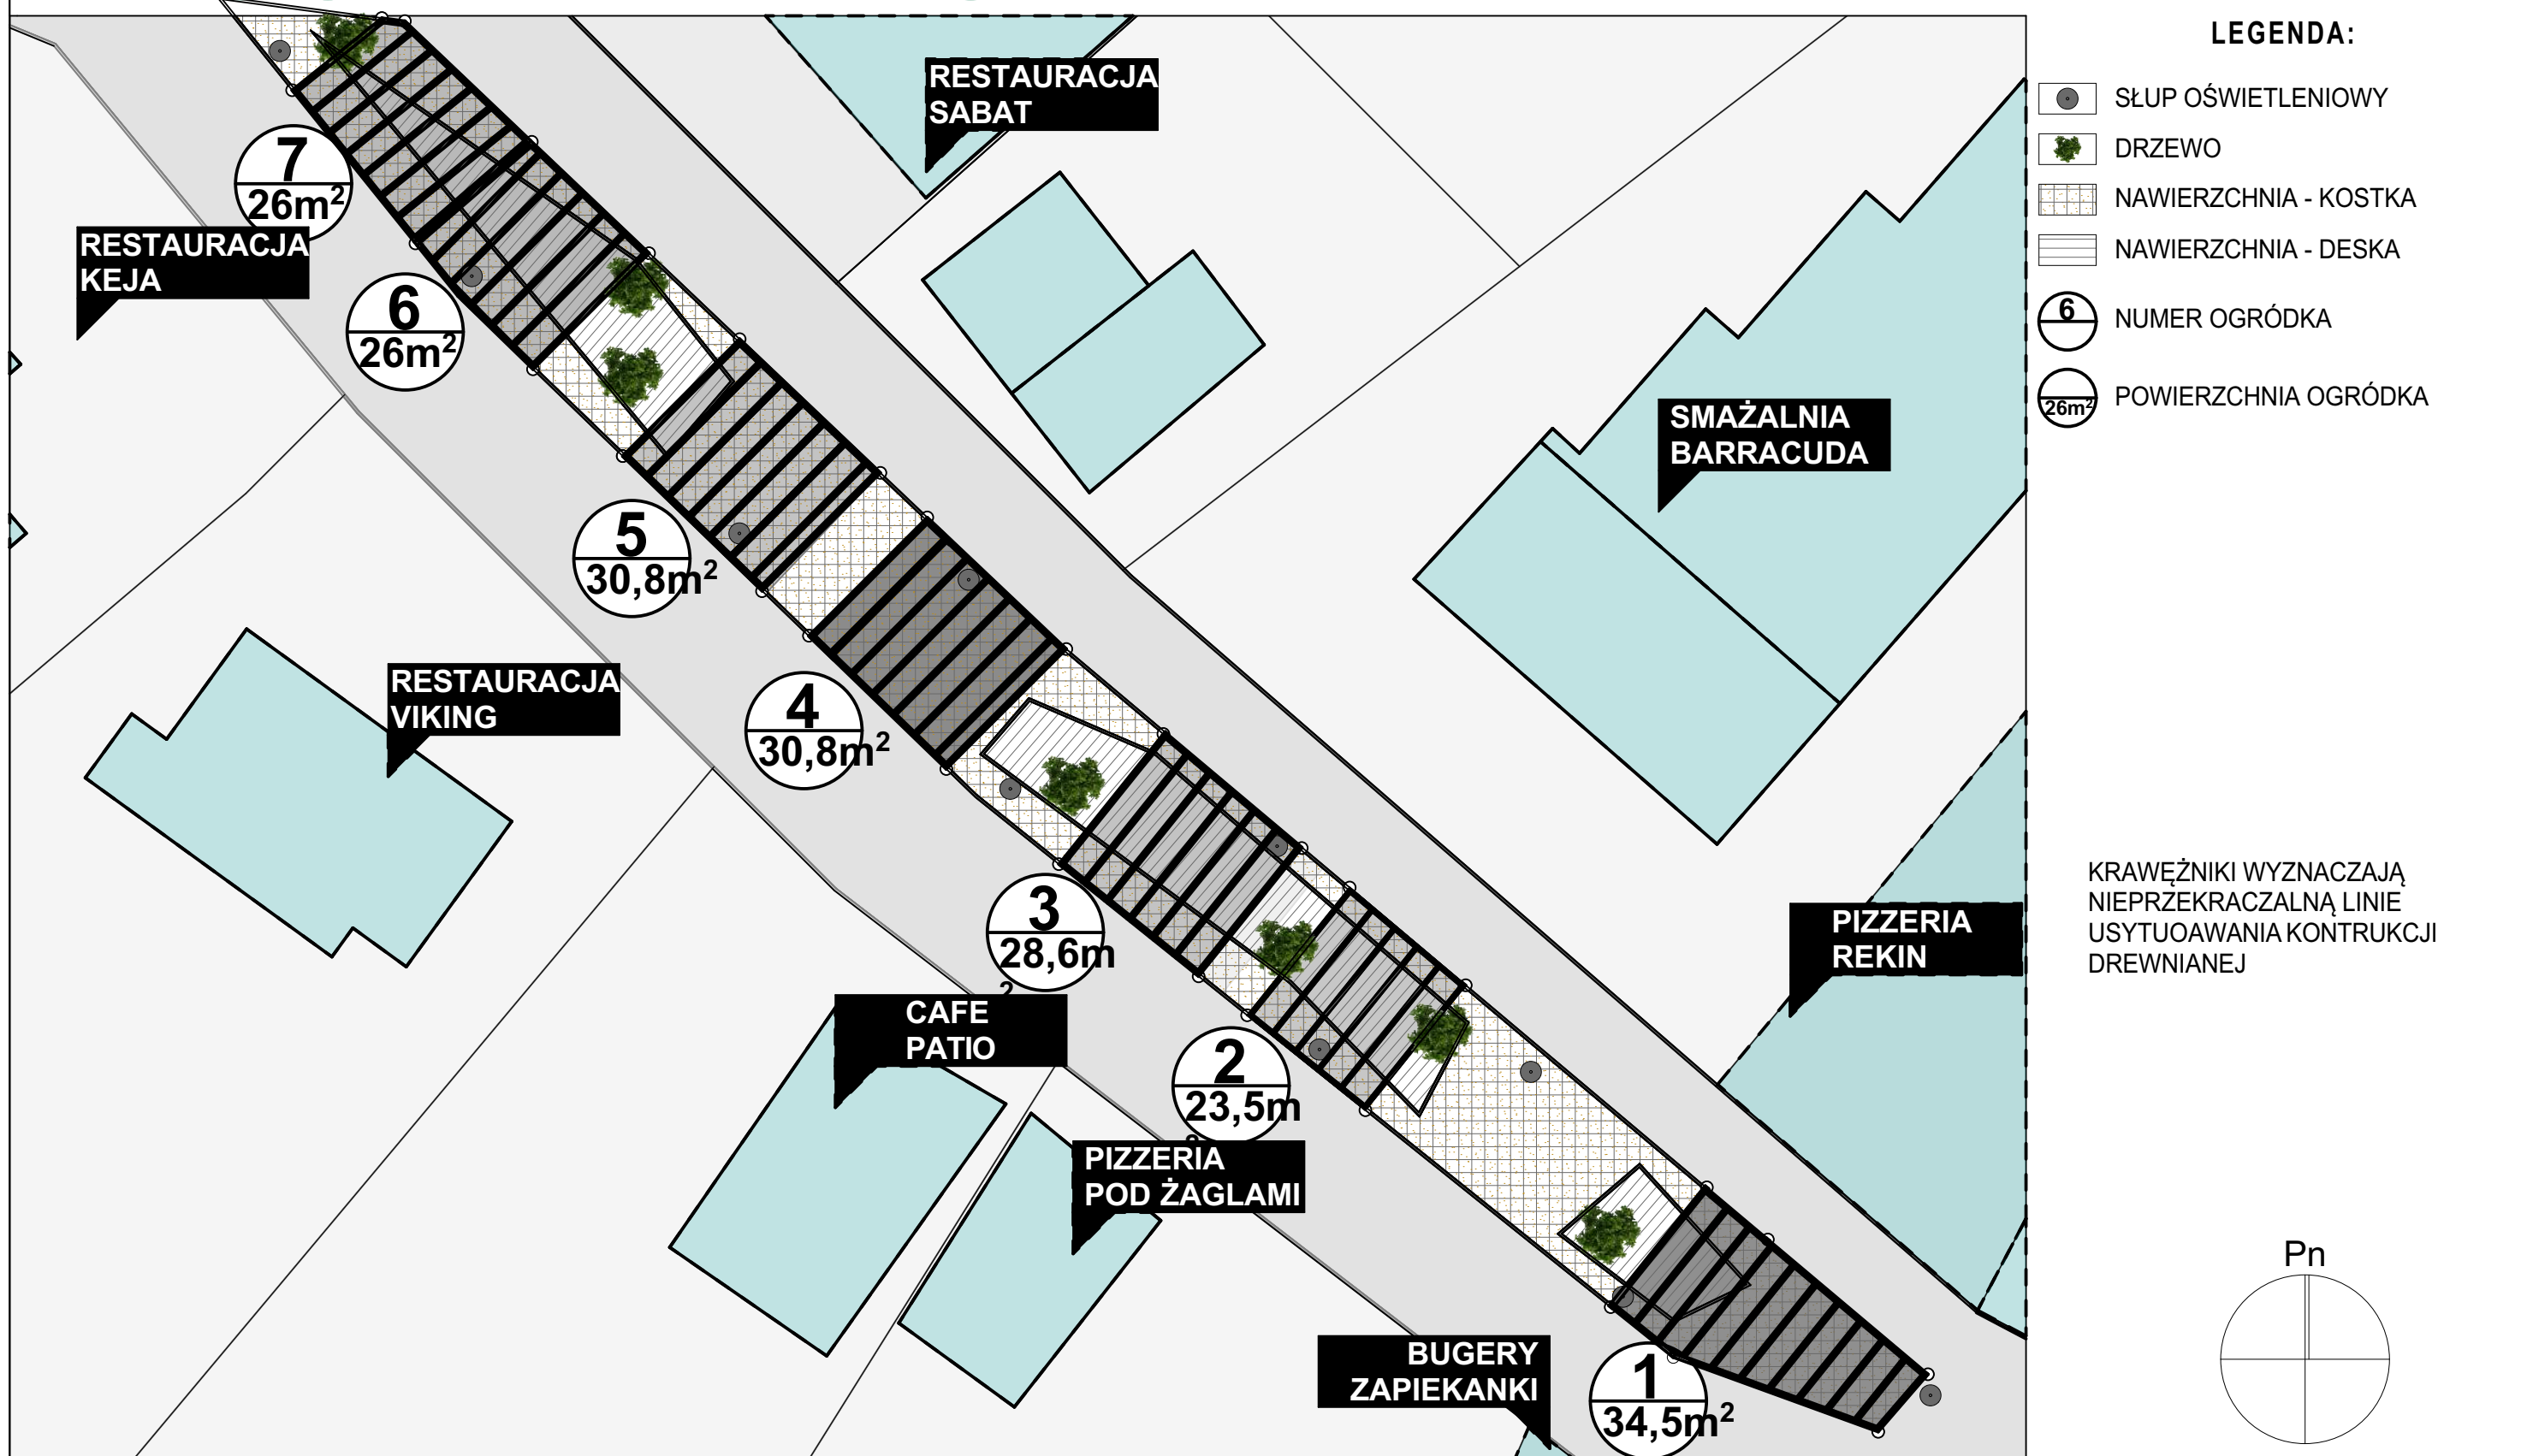 LEGENDA:
SŁUP OŚWIETLENIOWY
DRZEWO
NAWIERZCHNIA - KOSTKA
NAWIERZCHNIA - DESKA
6
NUMER OGRÓDKA
26m²
POWIERZCHNIA OGRÓDKA
RESTAURACJA
SABAT
7
26m²
RESTAURACJA
KEJA
6
26m²
SMAŻALNIA
BARRACUDA
5
30,8m²
RESTAURACJA
VIKING
4
30,8m²
3
28,6m
2
KRAWĘŻNIKI WYZNACZAJĄ
NIEPRZEKRACZALNĄ LINIE
USYTUOAWANIA KONTRUKCJI
DREWNIANEJ
PIZZERIA
REKIN
CAFE
PATIO
2
23,5m
PIZZERIA
POD ŻAGLAMI
Pn
BUGERY
ZAPIEKANKI
1
34,5m²